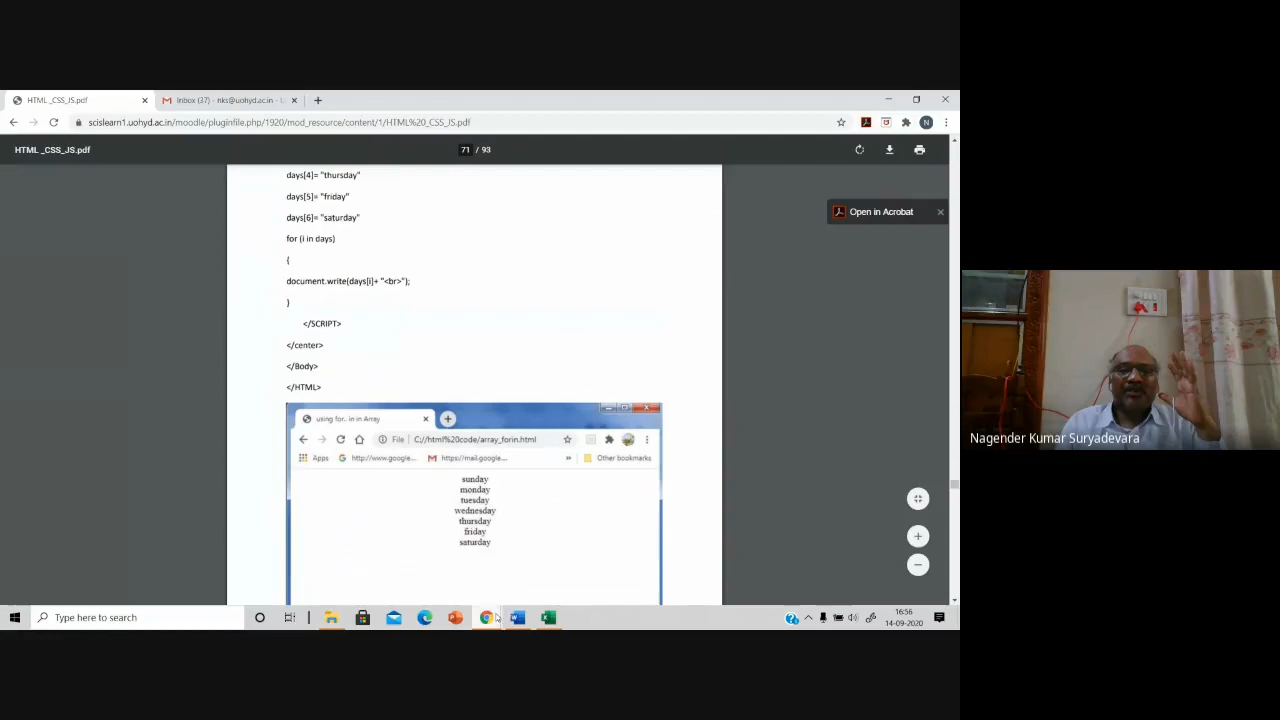 HTML _CSS_JS.pdf
Inbox (37) - nks@uohyd.ac.in -
scislearn1.uohyd.ac.in/moodle/pluginfile.php/1920/mod_resource/content/1/HTML%20_CSS_JS.pdf
N
HTML _CSS_JS.pdf
71 / 93
Open in Acrobat
days[4]= "thursday"
days[5]= "friday"
days[6]= "saturday"
for (i in days)
{
document.write(days[i]+ "<br>");
}
</SCRIPT>
</center>
</Body>
</HTML>
using for.. in in Array
File | C://html%20code/array_forin.html
Apps http://www.google... https://mail.google... » Other bookmarks
sunday
monday
tuesday
wednesday
thursday
friday
saturday
Type here to search
16:56
14-09-2020
Nagender Kumar Suryadevara